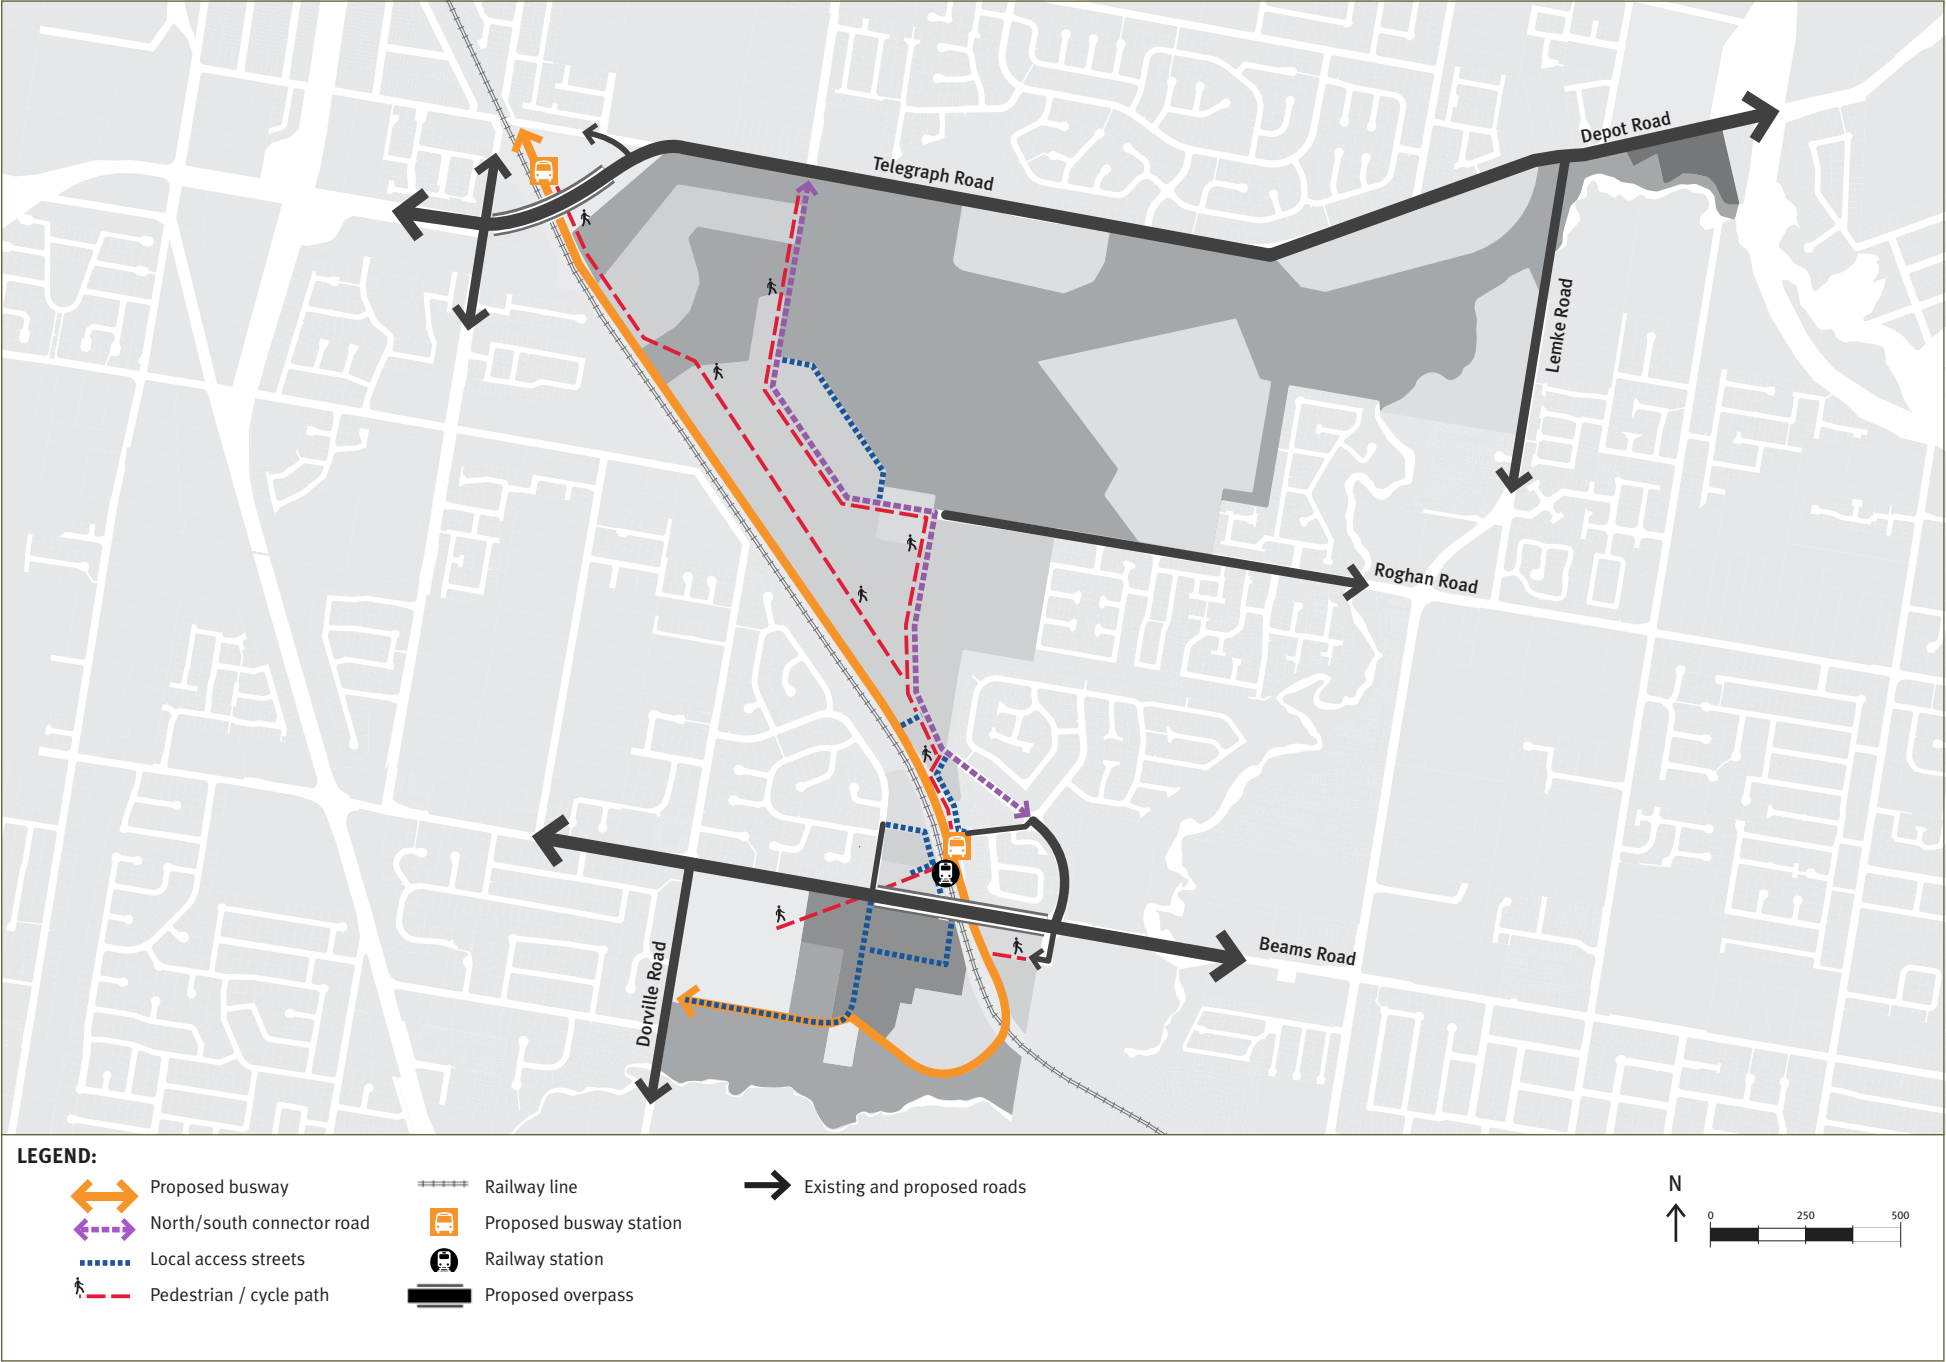 Depot Road
Telegraph Road
Lemke Road
Roghan Road
Beams Road
Dorville Road
LEGEND:
Proposed busway
North/south connector road
Local access streets
Pedestrian / cycle path
Railway line
Proposed busway station
Railway station
Proposed overpass
Existing and proposed roads
N
0 250 500